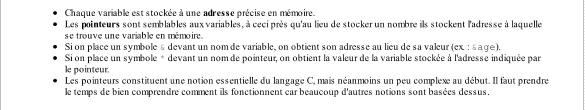 • Chaque variable est stockée à une adresse précise en mémoire.
• Les pointeurs sont semblables aux variables, à ceci près qu'au lieu de stocker un nombre ils stockent l'adresse à laquelle
se trouve une variable en mémoire.
• Si on place un symbole & devant un nom de variable, on obtient son adresse au lieu de sa valeur (ex. : &age).
• Si on place un symbole * devant un nom de pointeur, on obtient la valeur de la variable stockée à l'adresse indiquée par
le pointeur.
• Les pointeurs constituent une notion essentielle du langage C, mais néanmoins un peu complexe au début. Il faut prendre
le temps de bien comprendre comment ils fonctionnent car beaucoup d'autres notions sont basées dessus.